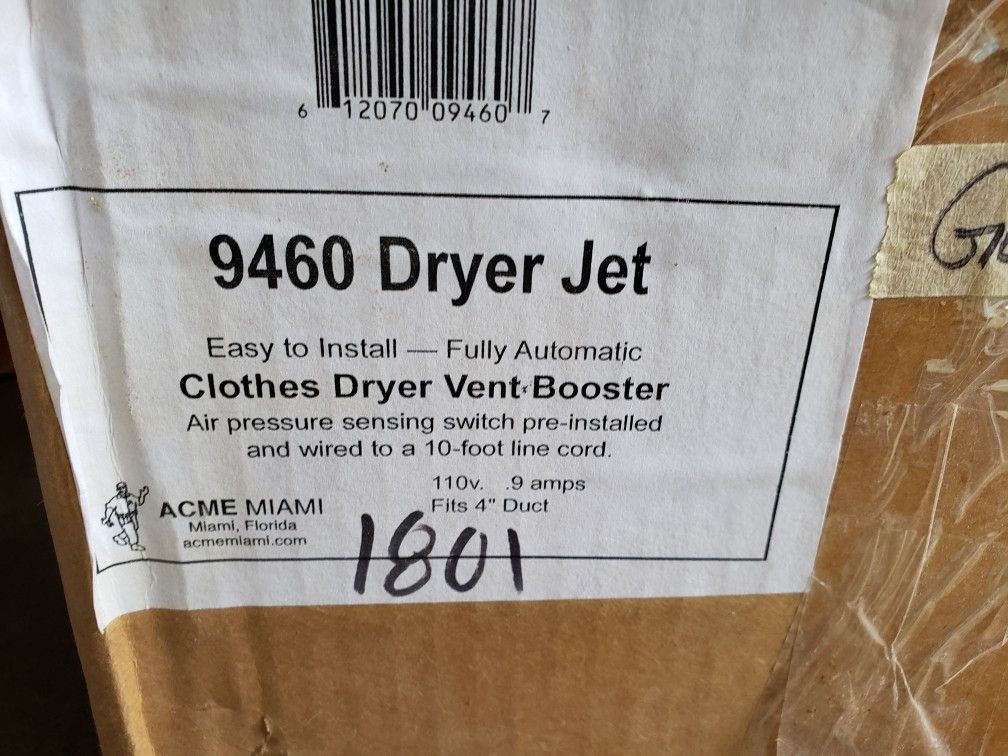 6 12070 09460 7
9460 Dryer Jet
Easy to Install — Fully Automatic
Clothes Dryer Vent Booster
Air pressure sensing switch pre-installed
and wired to a 10-foot line cord.
110v. .9 amps
Fits 4" Duct
ACME MIAMI
Miami, Florida
acmemiami.com
1801